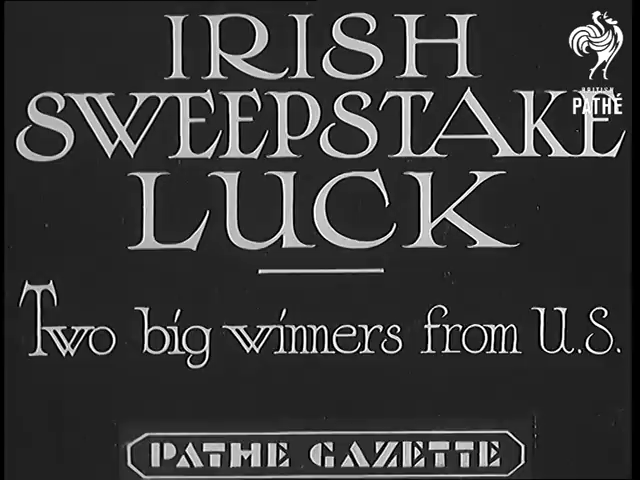 IRISH
SWEEPSTAKE
LUCK
Two big winners from U.S.
PATHE GAZETTE
BRITISH
PATHÉ